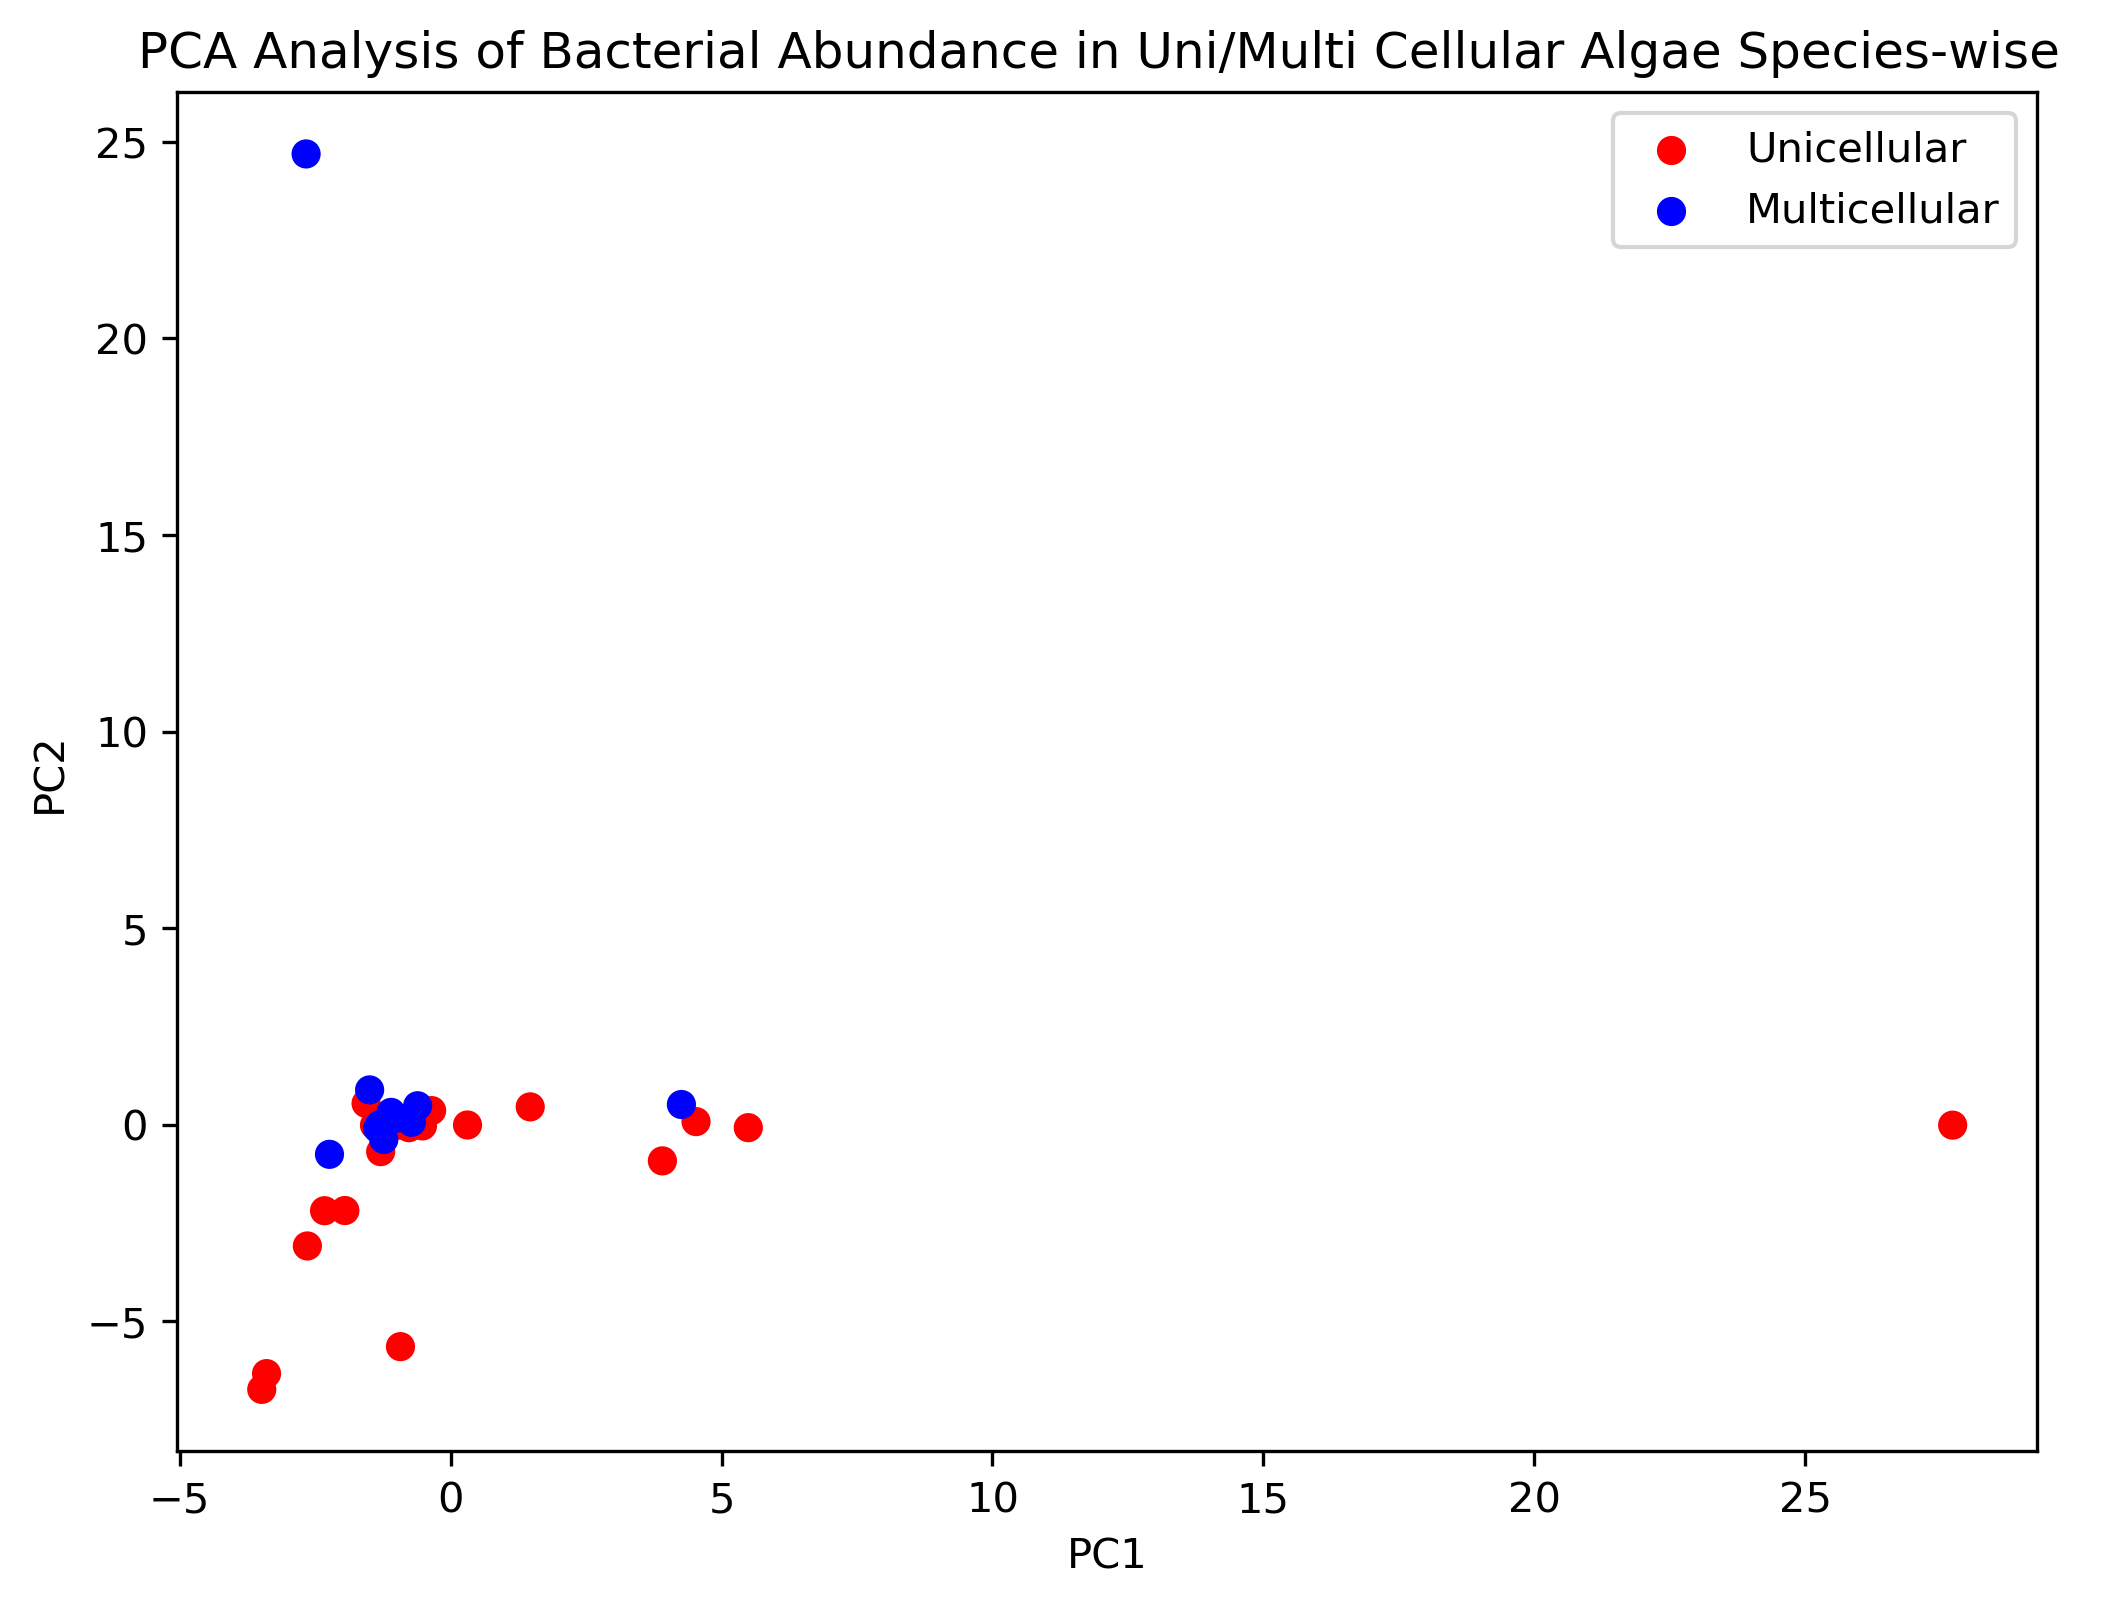 PCA Analysis of Bacterial Abundance in Uni/Multi Cellular Algae Species-wise
Unicellular
Multicellular
25
20
15
10
5
0
−5
PC2
−5 0 5 10 15 20 25
PC1